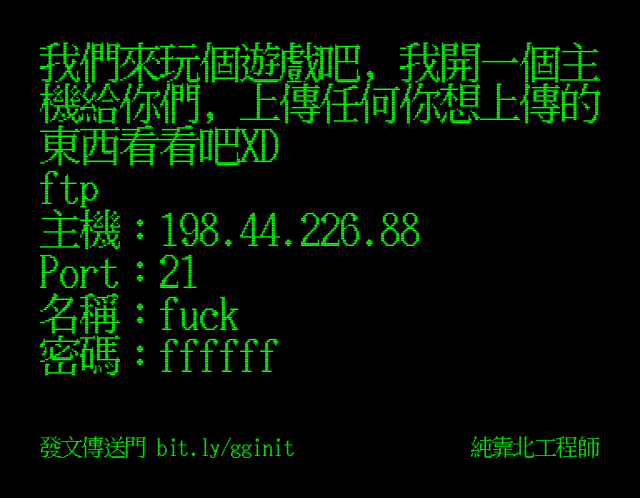 我們來玩個遊戲吧，我開一個主
機給你們，上傳任何你想上傳的
東西看看吧XD
ftp
主機：198.44.226.88
Port：21
名稱：fuck
密碼：ffffff
發文傳送門 bit.ly/gginit
純靠北工程師